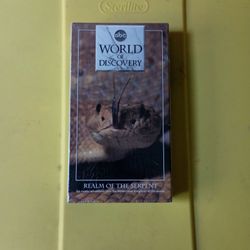 Sterilite
abc
WORLD
OF
DISCOVERY
REALM OF THE SERPENT